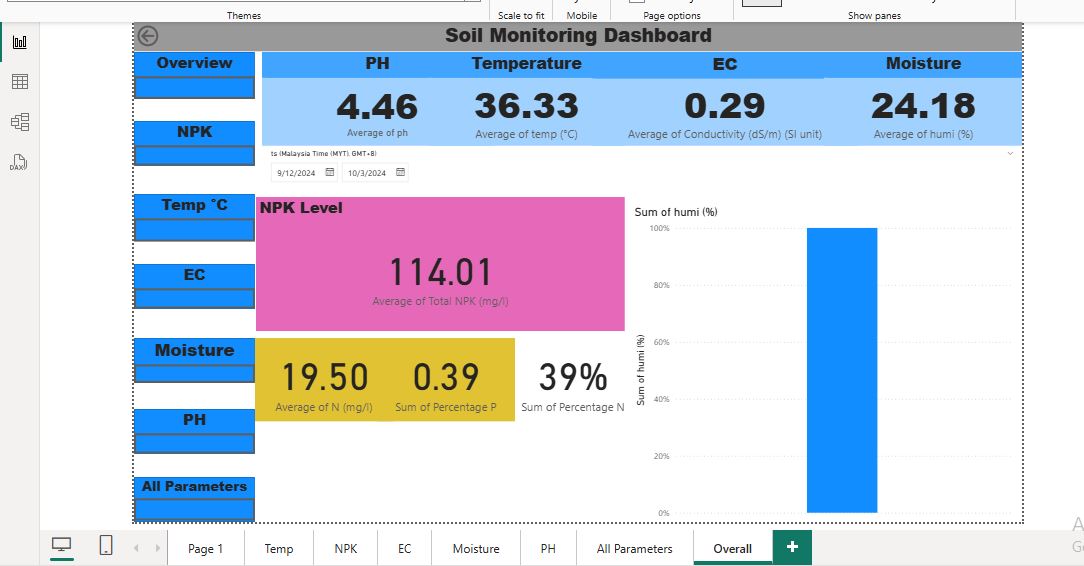 Themes
Scale to fit
Mobile
Page options
Show panes
Soil Monitoring Dashboard
Overview
PH
Temperature
EC
Moisture
4.46
36.33
0.29
24.18
Average of ph
Average of temp (°C)
Average of Conductivity (dS/m) (SI unit)
Average of humi (%)
NPK
ts (Malaysia Time (MYT), GMT+8)
9/12/2024
10/3/2024
DAX
Temp °C
NPK Level
Sum of humi (%)
114.01
Average of Total NPK (mg/l)
EC
Moisture
19.50
0.39
39%
Average of N (mg/l)
Sum of Percentage P
Sum of Percentage N
PH
All Parameters
100%
80%
60%
40%
20%
0%
Sum of humi (%)
Page 1
Temp
NPK
EC
Moisture
PH
All Parameters
Overall
+